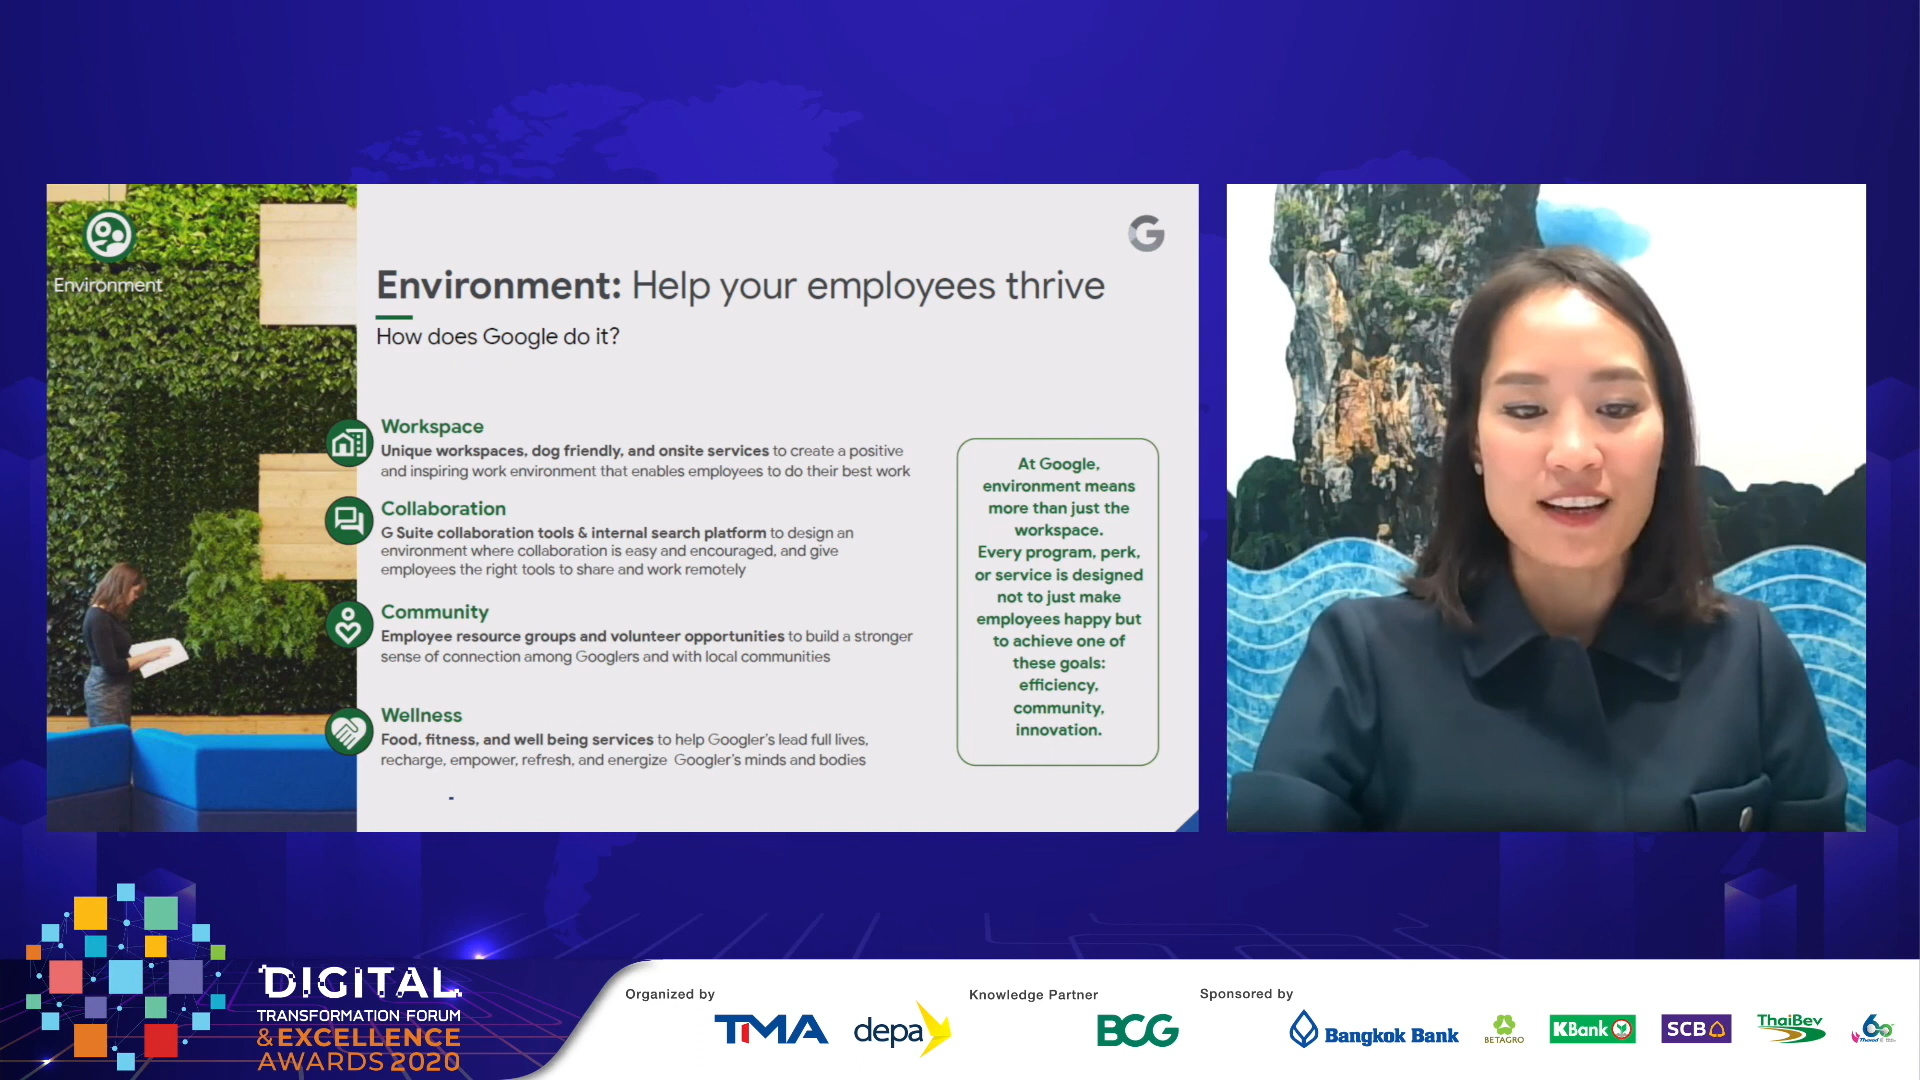 Environment
G
Environment: Help your employees thrive
How does Google do it?
Workspace
Unique workspaces, dog friendly, and onsite services to create a positive
and inspiring work environment that enables employees to do their best work
Collaboration
G Suite collaboration tools & internal search platform to design an
environment where collaboration is easy and encouraged, and give
employees the right tools to share and work remotely
Community
Employee resource groups and volunteer opportunities to build a stronger
sense of connection among Googlers and with local communities
Wellness
Food, fitness, and well being services to help Googler's lead full lives,
recharge, empower, refresh, and energize Googler's minds and bodies
-
At Google,
environment means
more than just the
workspace.
Every program, perk,
or service is designed
not to just make
employees happy but
to achieve one of
these goals:
efficiency,
community,
innovation.
DIGITAL
TRANSFORMATION FORUM
&EXCELLENCE
AWARDS 2020
Organized by
TMA
depa
Knowledge Partner
BCG
Sponsored by
Bangkok Bank
BETAGRO
KBank
SCB
ThaiBev
60